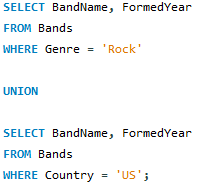 SELECT BandName, FormedYear
FROM Bands
WHERE Genre = 'Rock'
UNION
SELECT BandName, FormedYear
FROM Bands
WHERE Country = 'US';